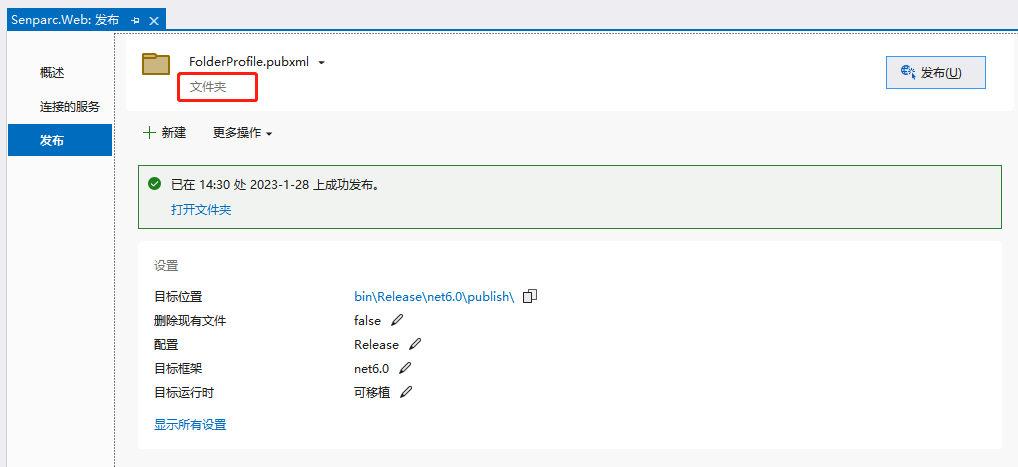 Senparc.Web: 发布
概述
连接的服务
发布
FolderProfile.pubxml
文件夹
发布(U)
新建 更多操作
已在 14:30 处 2023-1-28 上成功发布。
打开文件夹
设置
目标位置 bin\Release\net6.0\publish\
删除现有文件 false
配置 Release
目标框架 net6.0
目标运行时 可移植
显示所有设置